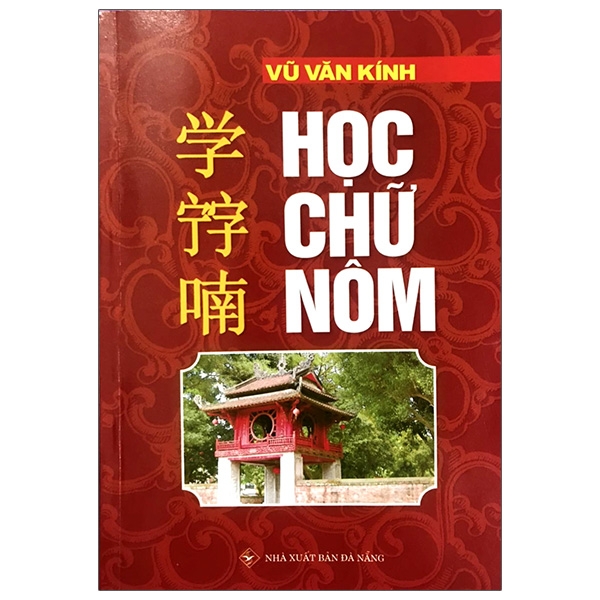 VŨ VĂN KÍNH
学 HỌC
𡨸 CHỮ
喃 NÔM
NHÀ XUẤT BẢN ĐÀ NẴNG